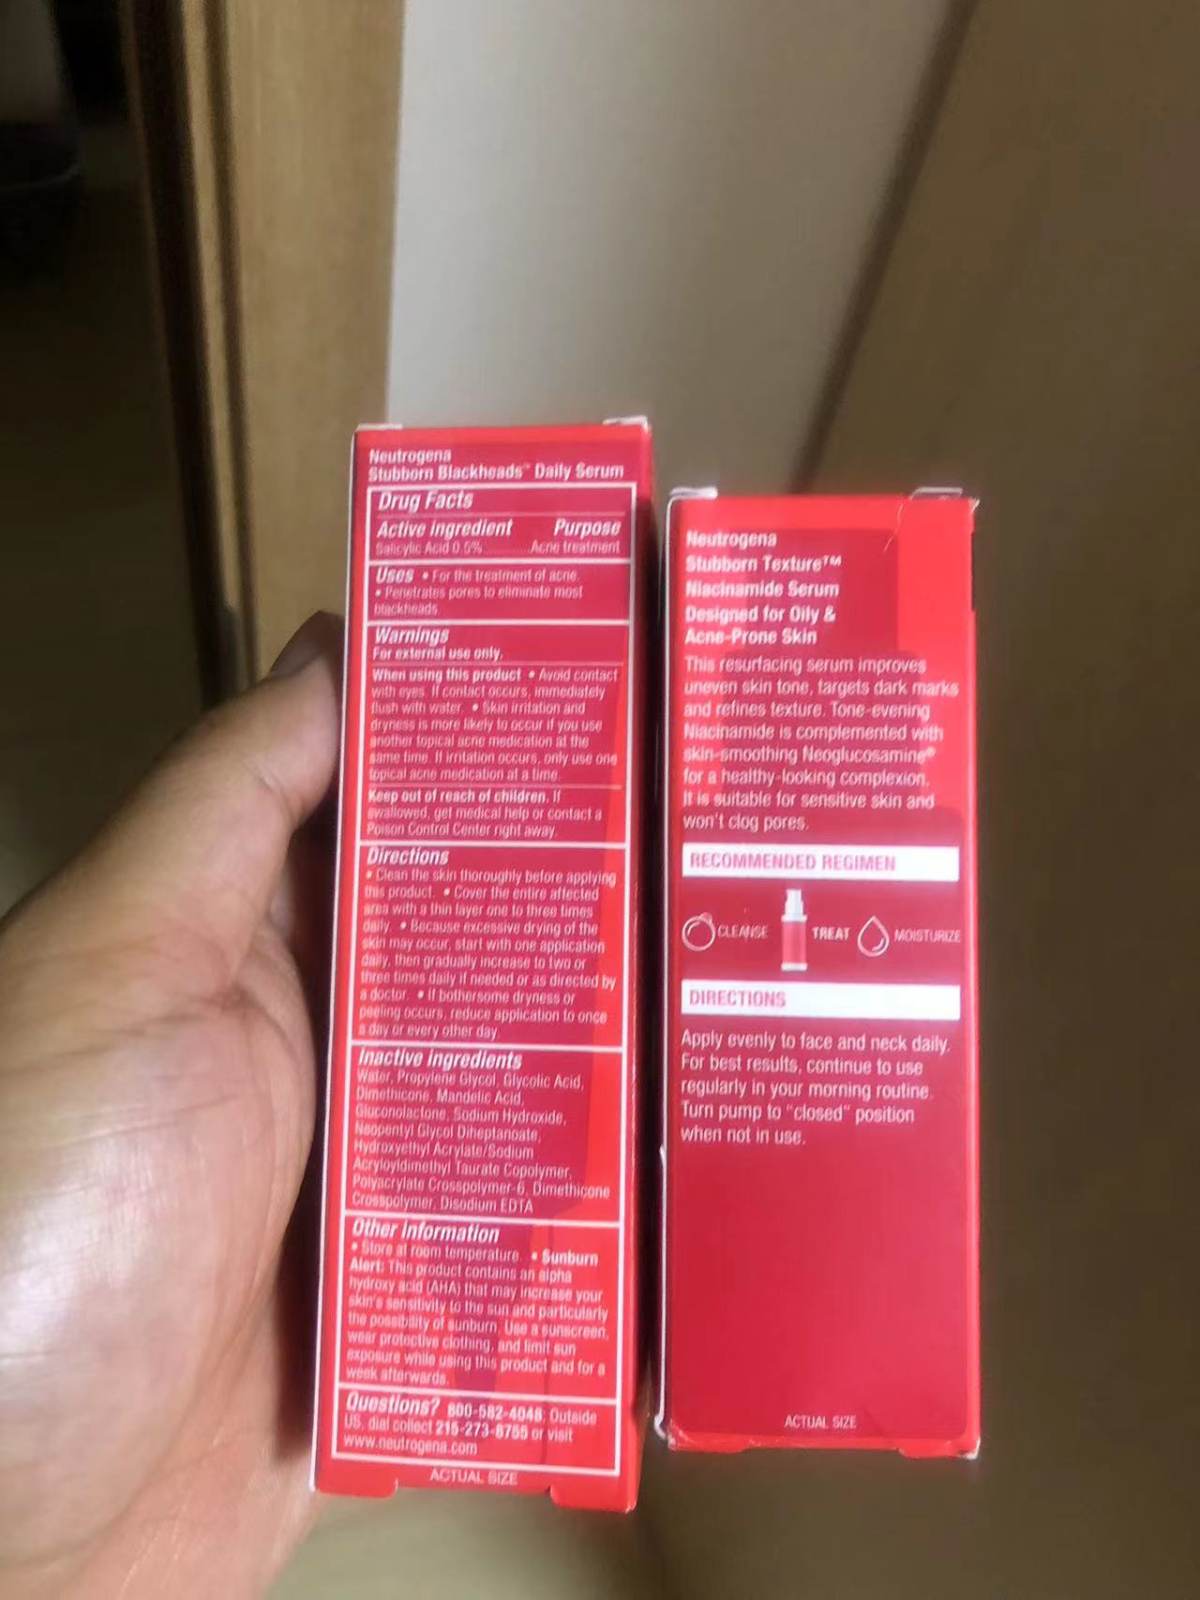 Neutrogena
Stubborn Blackheads™ Daily Serum
Drug Facts
Active ingredient Purpose
Salicylic Acid 0.5% Acne treatment
Uses • For the treatment of acne.
• Penetrates pores to eliminate most
blackheads.
Warnings
For external use only.
When using this product • Avoid contact
with eyes. If contact occurs, immediately
flush with water. • Skin irritation and
dryness is more likely to occur if you use
another topical acne medication at the
same time. If irritation occurs, only use one
topical acne medication at a time.
Keep out of reach of children. If
swallowed, get medical help or contact a
Poison Control Center right away.
Directions
• Clean the skin thoroughly before applying
this product. • Cover the entire affected
area with a thin layer one to three times
daily. • Because excessive drying of the
skin may occur, start with one application
daily, then gradually increase to two or
three times daily if needed or as directed by
a doctor. • If bothersome dryness or
peeling occurs, reduce application to once
a day or every other day.
Inactive ingredients
Water, Propylene Glycol, Glycolic Acid,
Dimethicone, Mandelic Acid,
Gluconolactone, Sodium Hydroxide,
Neopentyl Glycol Diheptanoate,
Hydroxyethyl Acrylate/Sodium
Acryloyldimethyl Taurate Copolymer,
Polyacrylate Crosspolymer-6, Dimethicone
Crosspolymer, Disodium EDTA
Other information
• Store at room temperature. • Sunburn
Alert: This product contains an alpha
hydroxy acid (AHA) that may increase your
skin's sensitivity to the sun and particularly
the possibility of sunburn. Use a sunscreen,
wear protective clothing, and limit sun
exposure while using this product and for a
week afterwards.
Questions? 800-582-4048; Outside
US, dial collect 215-273-8755 or visit
www.neutrogena.com
ACTUAL SIZE
Neutrogena
Stubborn Texture™
Niacinamide Serum
Designed for Oily &
Acne-Prone Skin
This resurfacing serum improves
uneven skin tone, targets dark marks
and refines texture. Tone-evening
Niacinamide is complemented with
skin-smoothing Neoglucosamine®
for a healthy-looking complexion.
It is suitable for sensitive skin and
won't clog pores.
RECOMMENDED REGIMEN
CLEANSE TREAT MOISTURIZE
DIRECTIONS
Apply evenly to face and neck daily.
For best results, continue to use
regularly in your morning routine.
Turn pump to "closed" position
when not in use.
ACTUAL SIZE